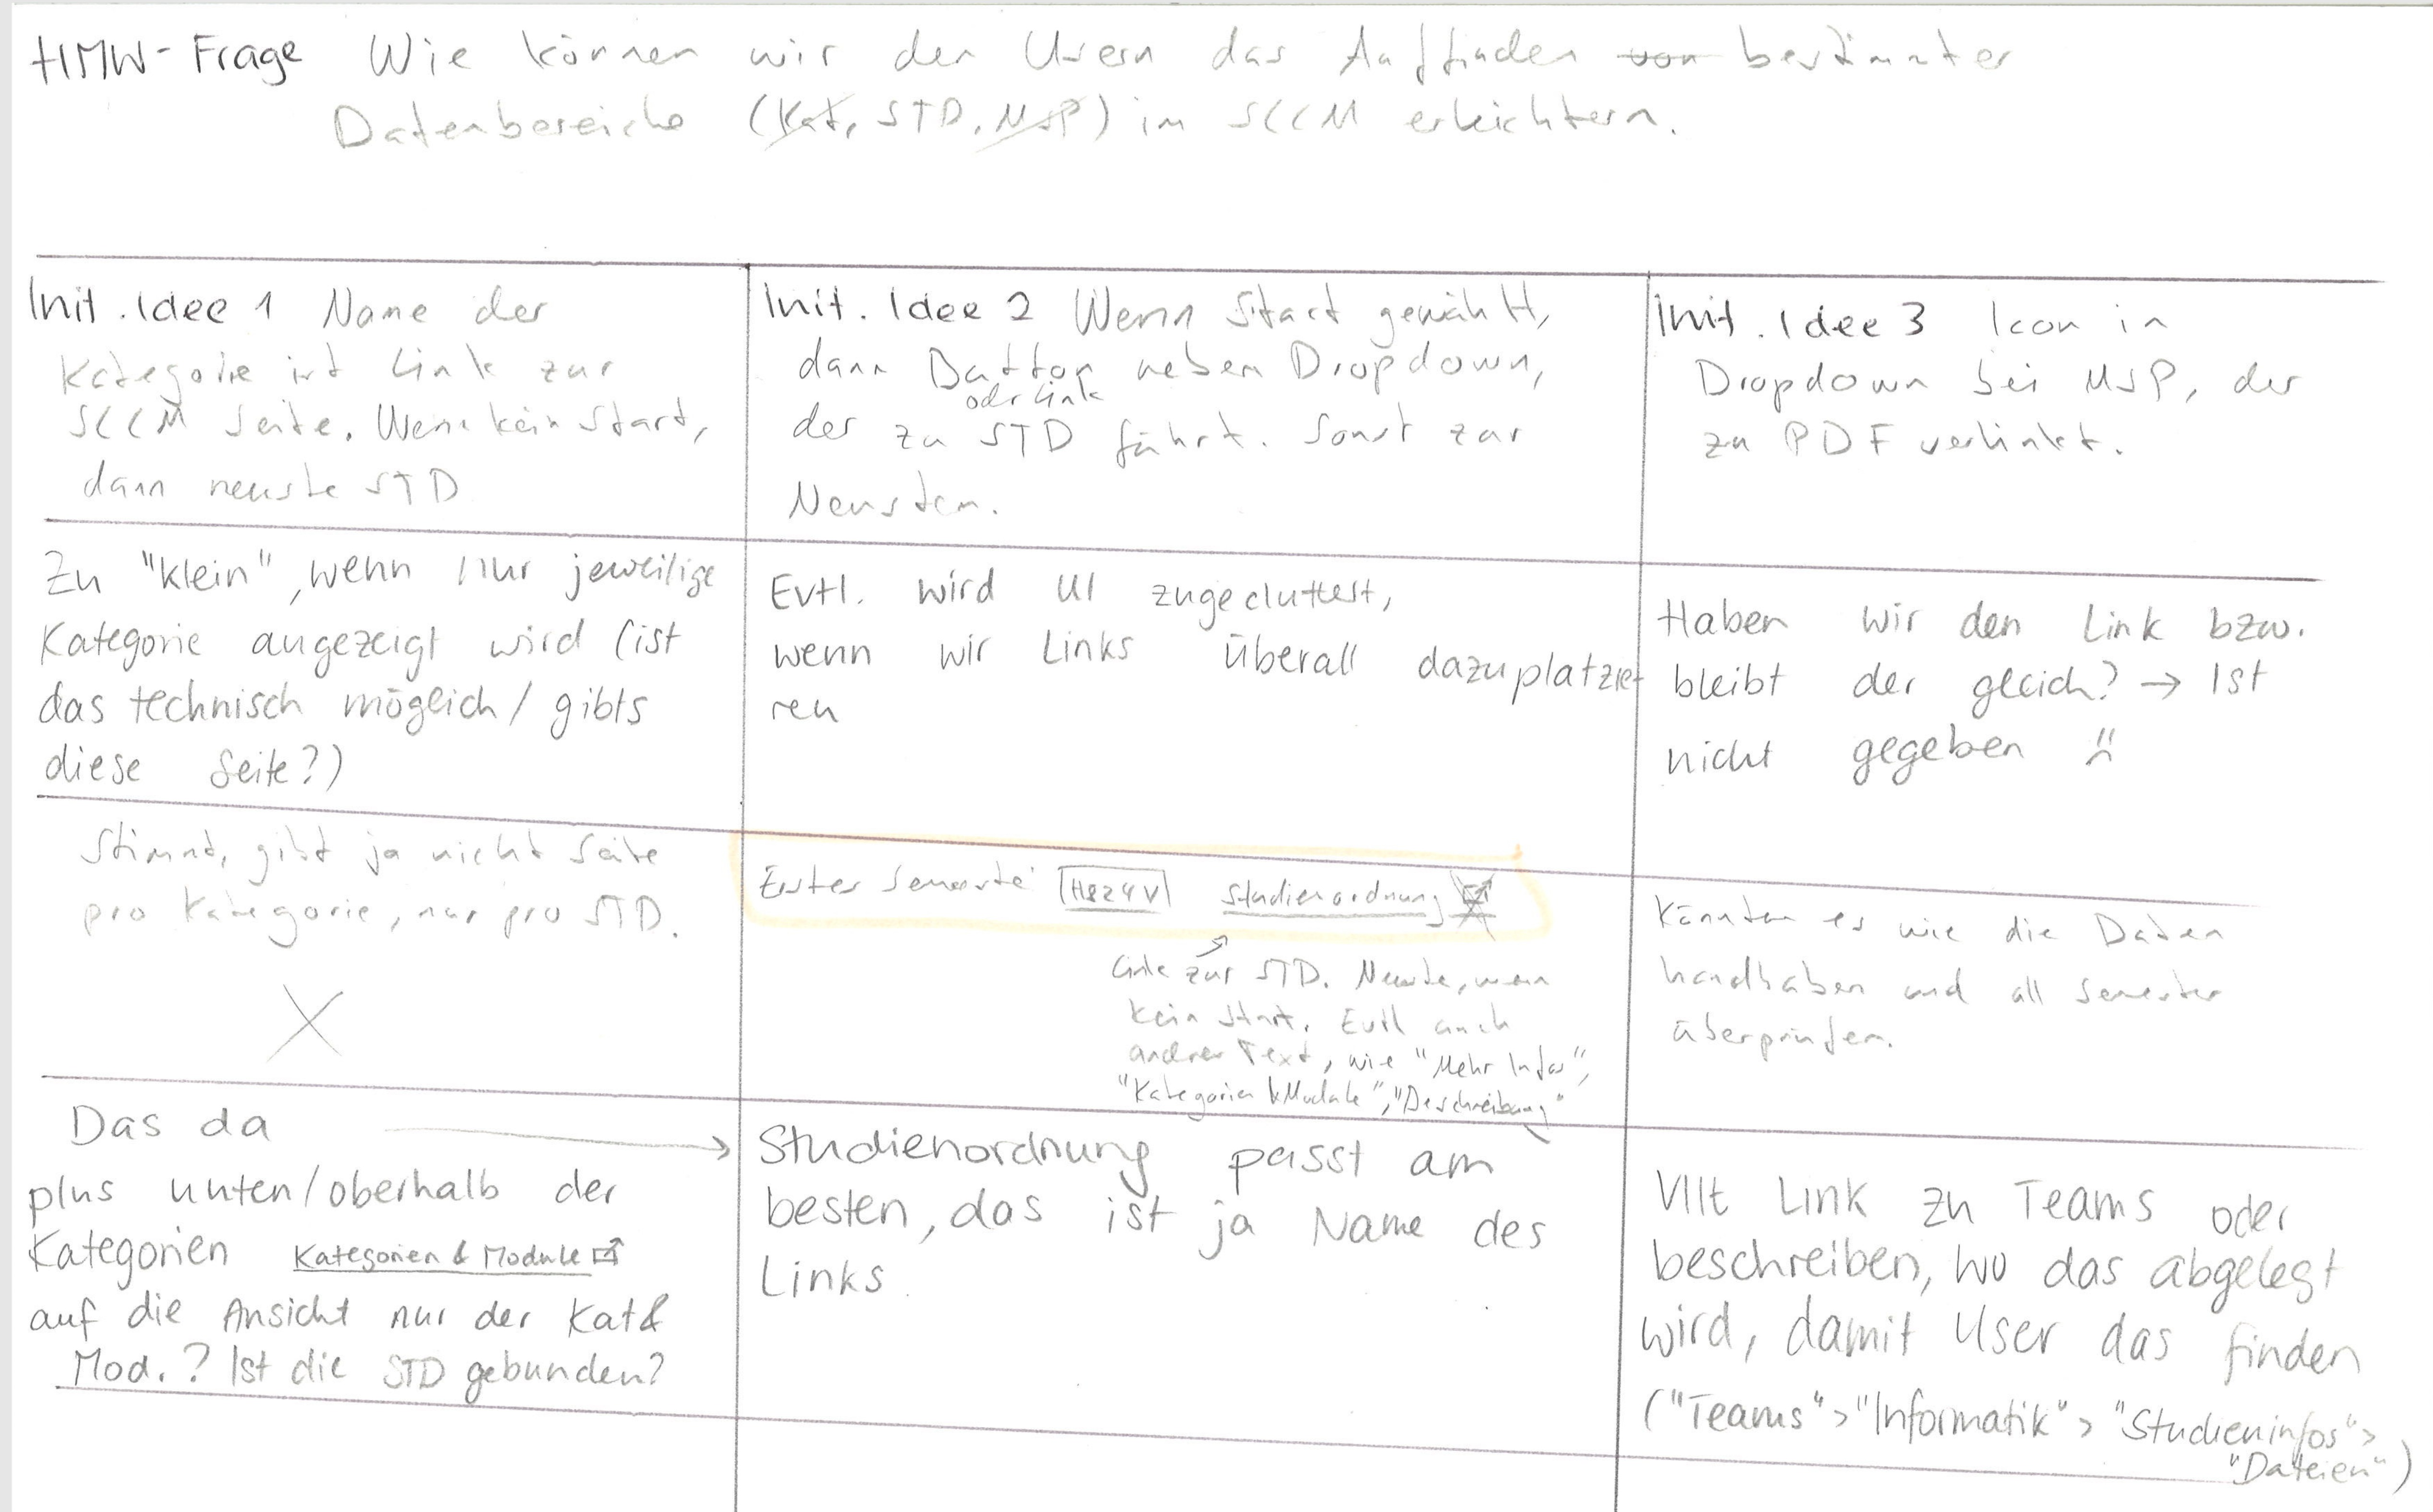 HMW-Frage Wie können wir den Usern das Auffinden von bestimmter
Datenbereiche (Kat, STD, MSP) im SCCM erleichtern.
Init. Idee 1 Name der
Kategorie ist Link zur
SCCM Seite. Wenn kein Start,
dann neuste STD
Init. Idee 2 Wenn Start gewählt,
dann Button neben Dropdown,
oder Link
der zu STD führt. Sonst zur
Neusten.
Init. Idee 3 Icon in
Dropdown bei MSP, der
zu PDF verlinkt.
Zu "klein", wenn nur jeweilige
Kategorie angezeigt wird (ist
das technisch möglich / gibts
diese Seite?)
Evtl. wird UI zugecluttert,
wenn wir Links überall dazuplatzie-
ren
Haben wir den Link bzw.
bleibt der gleich? → Ist
nicht gegeben
Stimmt, gibt ja nicht Seite
pro Kategorie, nur pro STD.
X
Erstes Semester HS24 V Studienordnung
Link zur STD. Neuste, wenn
kein Start. Evtl auch
andrer Text, wie "Mehr Infos",
"Kategorien & Module", "Beschreibung"
Könnten es wie die Daten
handhaben und all Semester
überprüfen.
Das da →
plus unten/oberhalb der
Kategorien Kategorien & Module
auf die Ansicht nur der Kat &
Mod.? Ist die STD gebunden?
Studienordnung passt am
besten, das ist ja Name des
Links
Vllt Link zu Teams oder
beschreiben, wo das abgelegt
wird, damit User das finden
("Teams" > "Informatik" > "Studieninfos" >
"Dateien")